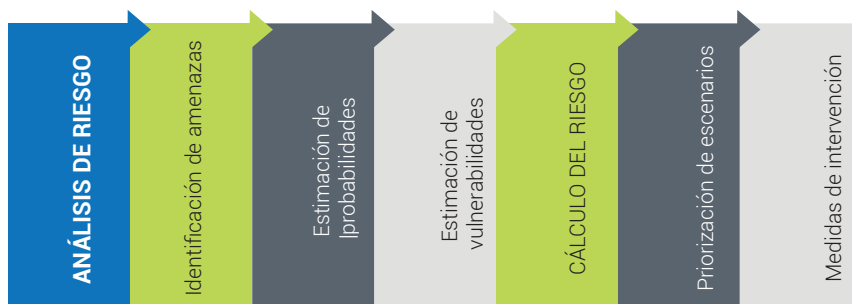 ANÁLISIS DE RIESGO
Identificación de amenazas
Estimación de
lprobabilidades
Estimación de
vulnerabilidades
CÁLCULO DEL RIESGO
Priorización de escenarios
Medidas de intervención